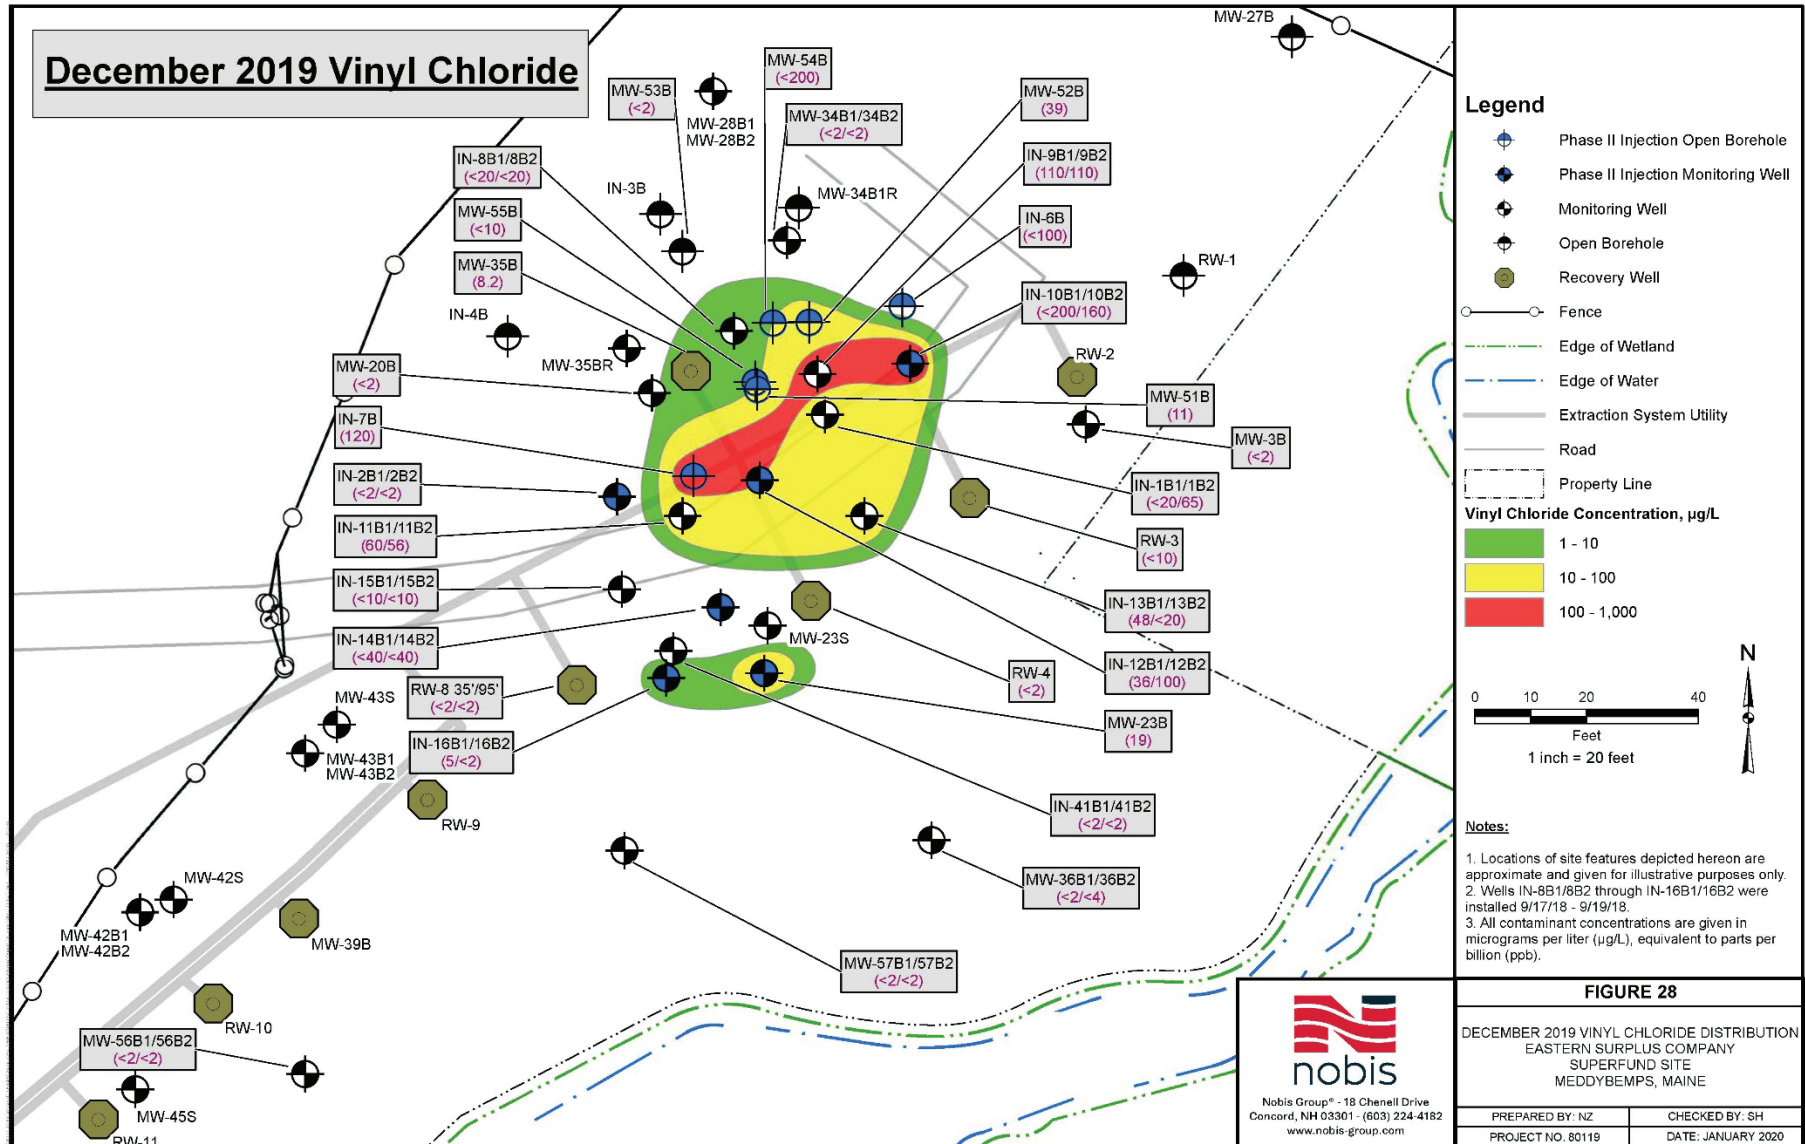 December 2019 Vinyl Chloride
MW-27B
MW-54B
(<200)
MW-53B
(<2)
MW-28B1
MW-28B2
MW-34B1/34B2
(<2/<2)
MW-52B
(39)
IN-8B1/8B2
(<20/<20)
IN-3B
MW-34B1R
IN-9B1/9B2
(110/110)
MW-55B
(<10)
IN-6B
(<100)
MW-35B
(8.2)
RW-1
IN-4B
IN-10B1/10B2
(<200/160)
MW-35BR
RW-2
MW-20B
(<2)
MW-51B
(11)
IN-7B
(120)
MW-3B
(<2)
IN-2B1/2B2
(<2/<2)
IN-1B1/1B2
(<20/65)
IN-11B1/11B2
(60/56)
RW-3
(<10)
IN-15B1/15B2
(<10/<10)
IN-13B1/13B2
(48/<20)
IN-14B1/14B2
(<40/<40)
MW-23S
RW-4
(<2)
IN-12B1/12B2
(36/100)
RW-8 35'/95'
(<2/<2)
MW-43S
MW-23B
(19)
IN-16B1/16B2
(5/<2)
MW-43B1
MW-43B2
RW-9
IN-41B1/41B2
(<2/<2)
MW-36B1/36B2
(<2/<4)
MW-42S
MW-42B1
MW-42B2
MW-39B
MW-57B1/57B2
(<2/<2)
RW-10
MW-56B1/56B2
(<2/<2)
MW-45S
RW-11
Legend
Phase II Injection Open Borehole
Phase II Injection Monitoring Well
Monitoring Well
Open Borehole
Recovery Well
Fence
Edge of Wetland
Edge of Water
Extraction System Utility
Road
Property Line
Vinyl Chloride Concentration, µg/L
1 - 10
10 - 100
100 - 1,000
N
0 10 20 40
Feet
1 inch = 20 feet
Notes:
1. Locations of site features depicted hereon are
approximate and given for illustrative purposes only.
2. Wells IN-8B1/8B2 through IN-16B1/16B2 were
installed 9/17/18 - 9/19/18.
3. All contaminant concentrations are given in
micrograms per liter (µg/L), equivalent to parts per
billion (ppb).
nobis
Nobis Group® - 18 Chenell Drive
Concord, NH 03301 - (603) 224-4182
www.nobis-group.com
FIGURE 28
DECEMBER 2019 VINYL CHLORIDE DISTRIBUTION
EASTERN SURPLUS COMPANY
SUPERFUND SITE
MEDDYBEMPS, MAINE
PREPARED BY: NZ
CHECKED BY: SH
PROJECT NO. 80119
DATE: JANUARY 2020